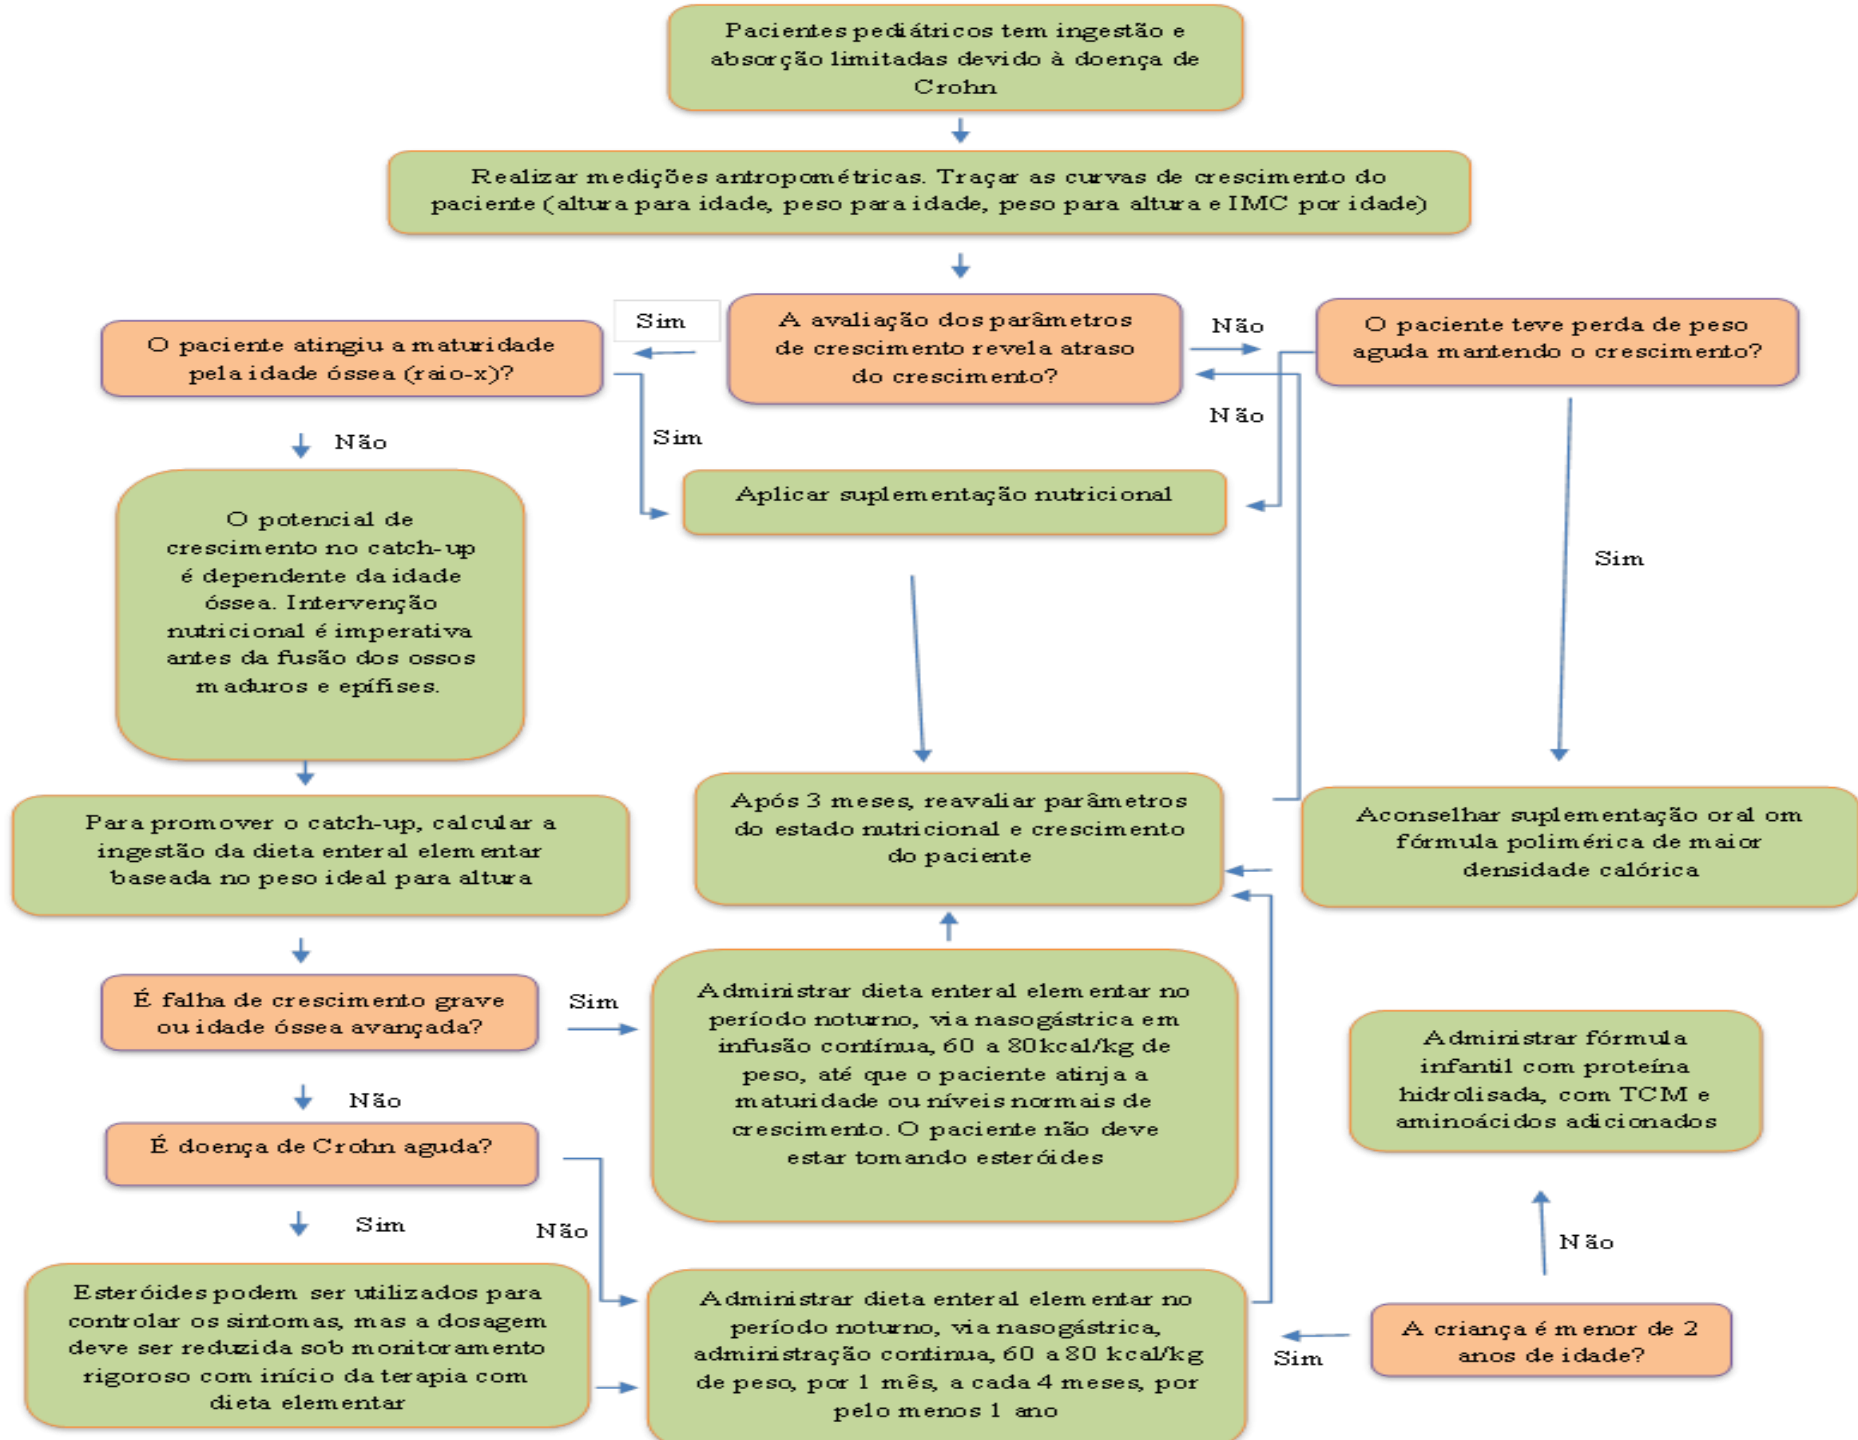 Pacientes pediátricos tem ingestão e
absorção limitadas devido à doença de
Crohn
Realizar medições antropométricas. Traçar as curvas de crescimento do
paciente (altura para idade, peso para idade, peso para altura e IMC por idade)
O paciente atingiu a maturidade
pela idade óssea (raio-x)?
Sim
A avaliação dos parâmetros
de crescimento revela atraso
do crescimento?
Não
O paciente teve perda de peso
aguda mantendo o crescimento?
Não
Sim
Não
Aplicar suplementação nutricional
Sim
O potencial de
crescimento no catch-up
é dependente da idade
óssea. Intervenção
nutricional é imperativa
antes da fusão dos ossos
maduros e epífises.
Para promover o catch-up, calcular a
ingestão da dieta enteral elementar
baseada no peso ideal para altura
Após 3 meses, reavaliar parâmetros
do estado nutricional e crescimento
do paciente
Aconselhar suplementação oral om
fórmula polimérica de maior
densidade calórica
É falha de crescimento grave
ou idade óssea avançada?
Sim
Administrar dieta enteral elementar no
período noturno, via nasogástrica em
infusão contínua, 60 a 80kcal/kg de
peso, até que o paciente atinja a
maturidade ou níveis normais de
crescimento. O paciente não deve
estar tomando esteróides
Administrar fórmula
infantil com proteína
hidrolisada, com TCM e
aminoácidos adicionados
Não
É doença de Crohn aguda?
Sim
Não
Não
Esteróides podem ser utilizados para
controlar os sintomas, mas a dosagem
deve ser reduzida sob monitoramento
rigoroso com início da terapia com
dieta elementar
Administrar dieta enteral elementar no
período noturno, via nasogástrica,
administração continua, 60 a 80 kcal/kg
de peso, por 1 mês, a cada 4 meses, por
pelo menos 1 ano
Sim
A criança é menor de 2
anos de idade?